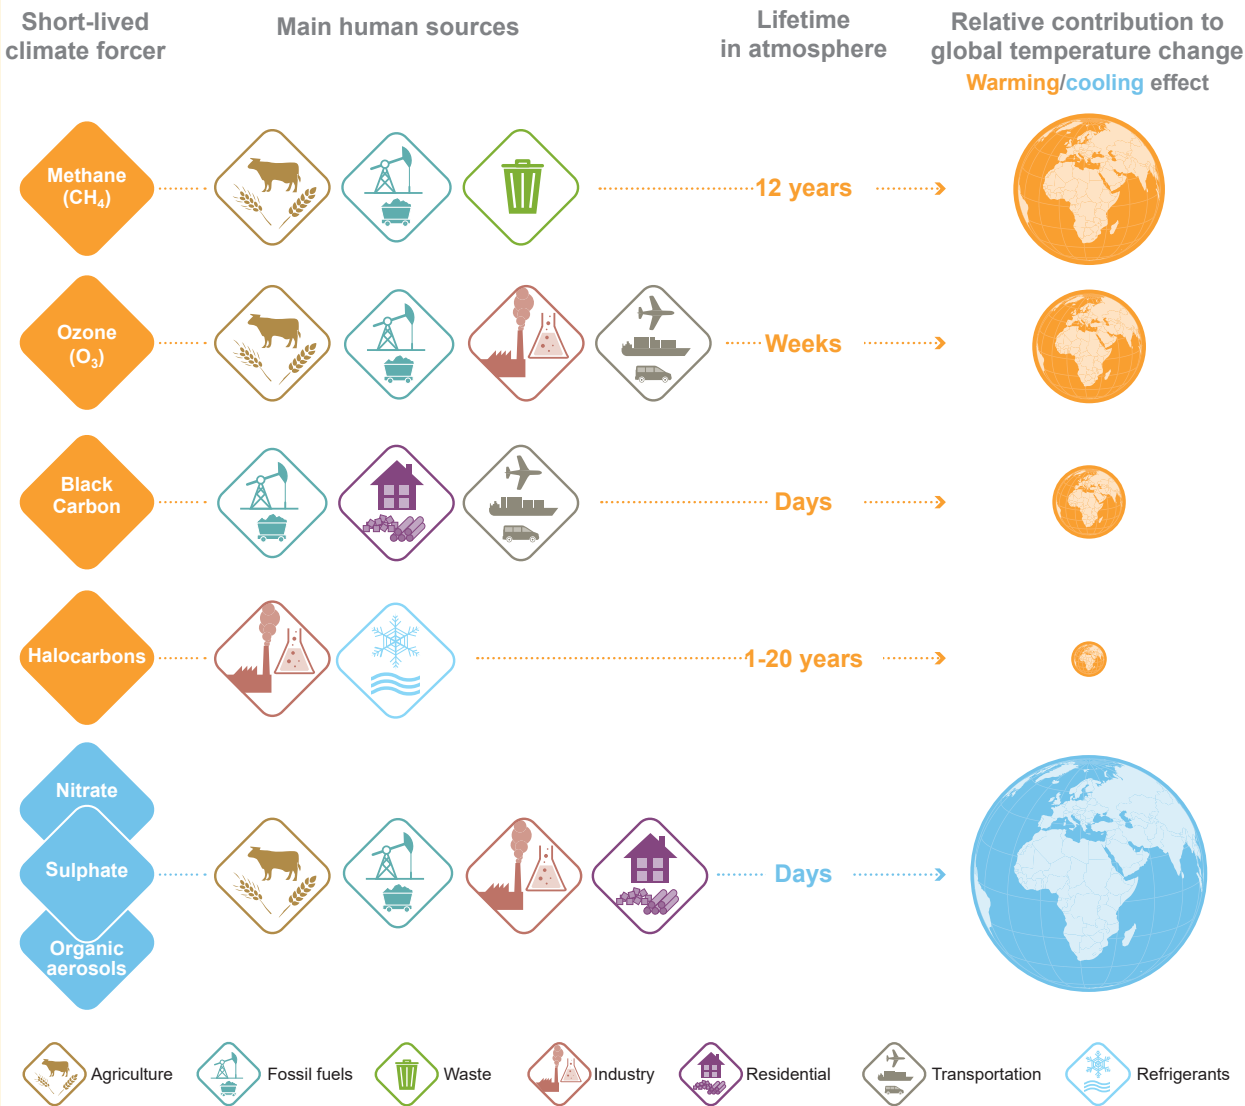 Short-lived
climate forcer
Main human sources
Lifetime
in atmosphere
Relative contribution to
global temperature change
Warming/cooling effect
Methane
(CH₄)
12 years
Ozone
(O₃)
Weeks
Black
Carbon
Days
Halocarbons
1-20 years
Nitrate
Sulphate
Organic
aerosols
Days
Agriculture
Fossil fuels
Waste
Industry
Residential
Transportation
Refrigerants